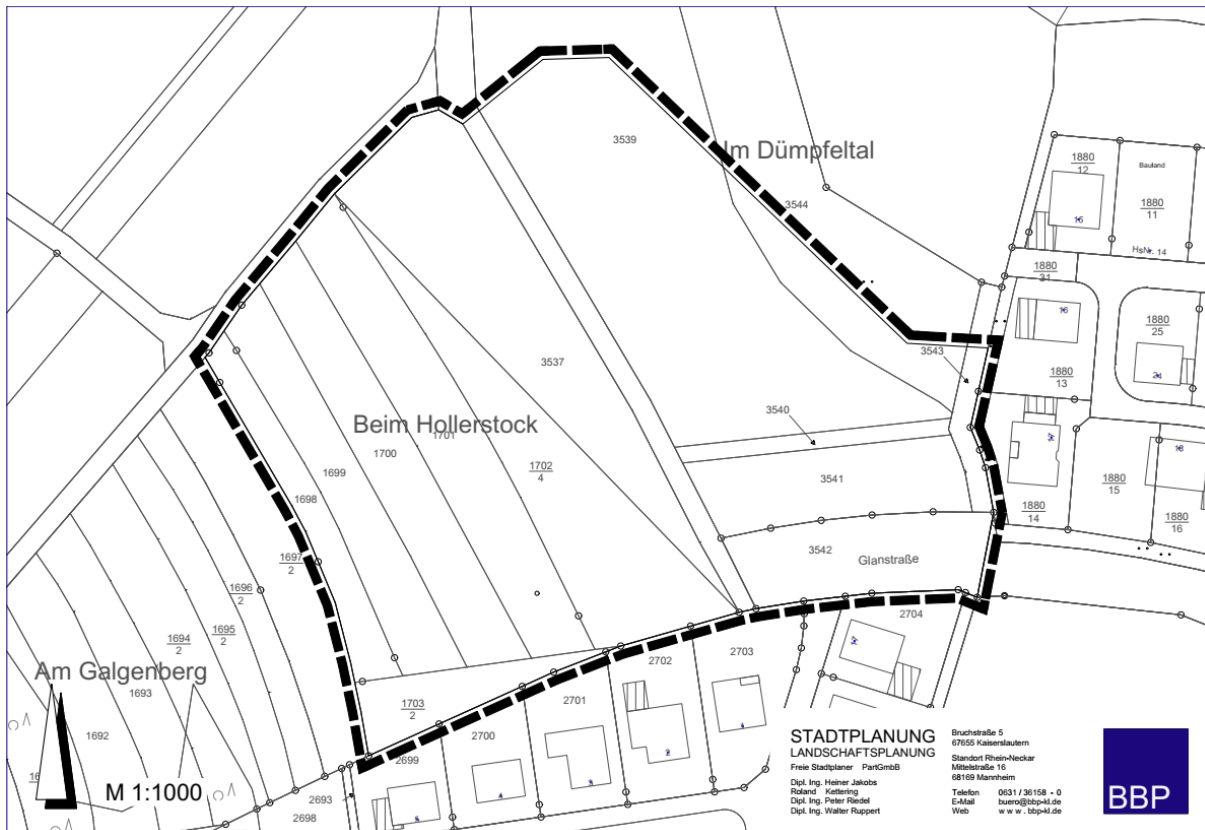 3539
Im Dümpfeltal
3544
1880
12
Bauland
1880
11
15
HsNr. 14
1880
31
16
1880
25
3543
1880
13
24
3537
3540
Beim Hollerstock
1701
1700
1702
4
1699
1698
3541
1880
15
18
1880
14
1880
16
3542
Glanstraße
1697
2
1696
2
1695
2
1694
2
2704
2703
2702
2701
Am Galgenberg
1693
1692
1703
2
2700
2699
2693
2698
M 1:1000
STADTPLANUNG
LANDSCHAFTSPLANUNG
Freie Stadtplaner PartGmbB
Dipl. Ing. Heiner Jakobs
Roland Kettering
Dipl. Ing. Peter Riedel
Dipl. Ing. Walter Ruppert
Bruchstraße 5
67655 Kaiserslautern
Standort Rhein-Neckar
Mittelstraße 16
68169 Mannheim
Telefon 0631 / 36158 - 0
E-Mail buero@bbp-kl.de
Web w w w . bbp-kl.de
BBP